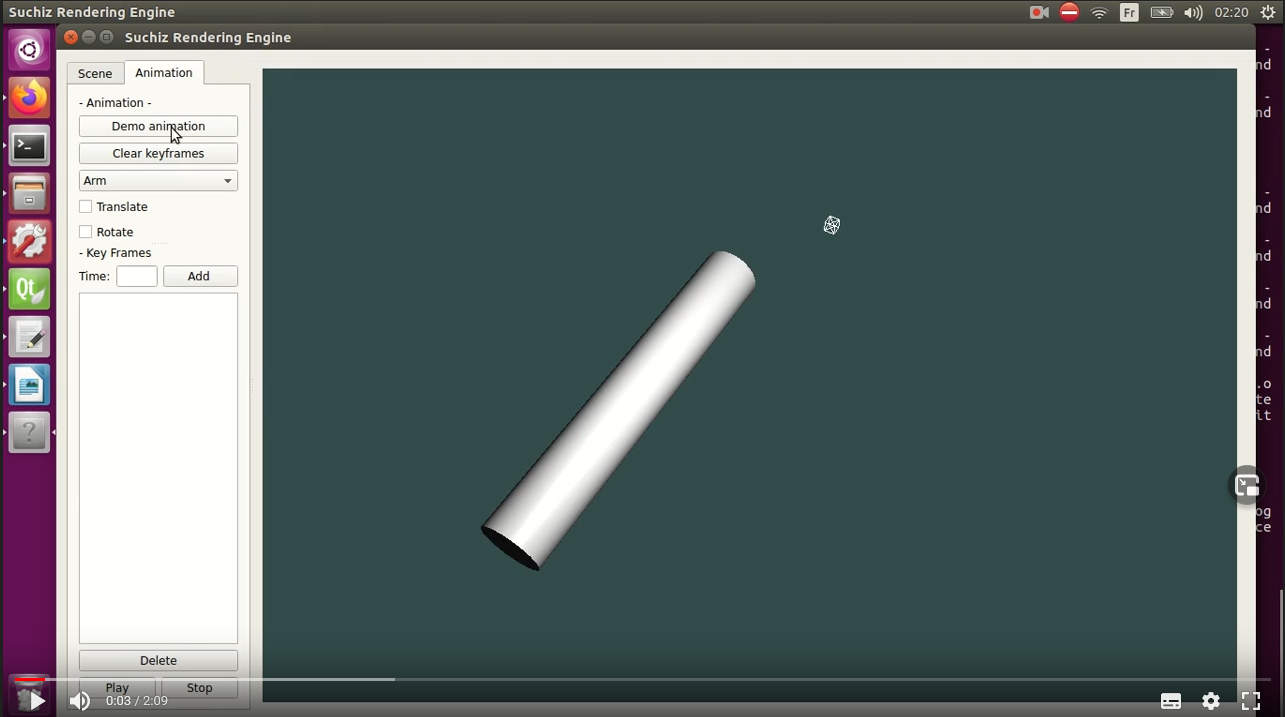 Suchiz Rendering Engine
Fr
02:20
Suchiz Rendering Engine
Scene
Animation
- Animation -
Demo animation
Clear keyframes
Arm
Translate
Rotate
- Key Frames
Time:
Add
Qt
?
Delete
Play
Stop
0:03 / 2:09
-
nd
-
nd
-
nd
nd
-
nd
-
nd
.o
te
it
og
ce